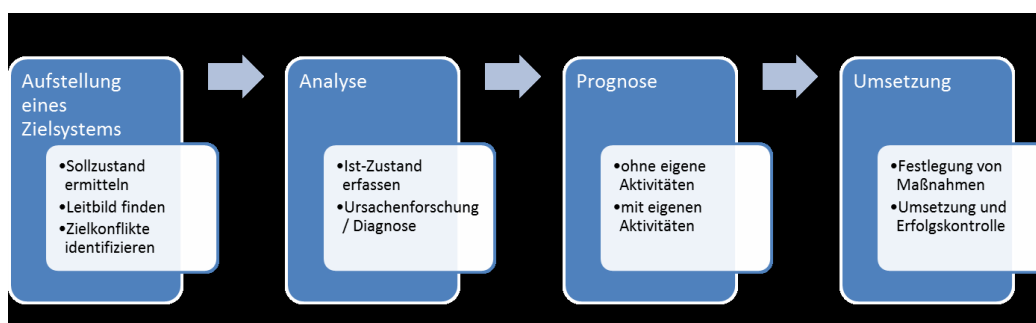 Aufstellung
eines
Zielsystems
•Sollzustand
ermitteln
•Leitbild finden
•Zielkonflikte
identifizieren
Analyse
•Ist-Zustand
erfassen
•Ursachenforschung
/ Diagnose
Prognose
•ohne eigene
Aktivitäten
•mit eigenen
Aktivitäten
Umsetzung
•Festlegung von
Maßnahmen
•Umsetzung und
Erfolgskontrolle